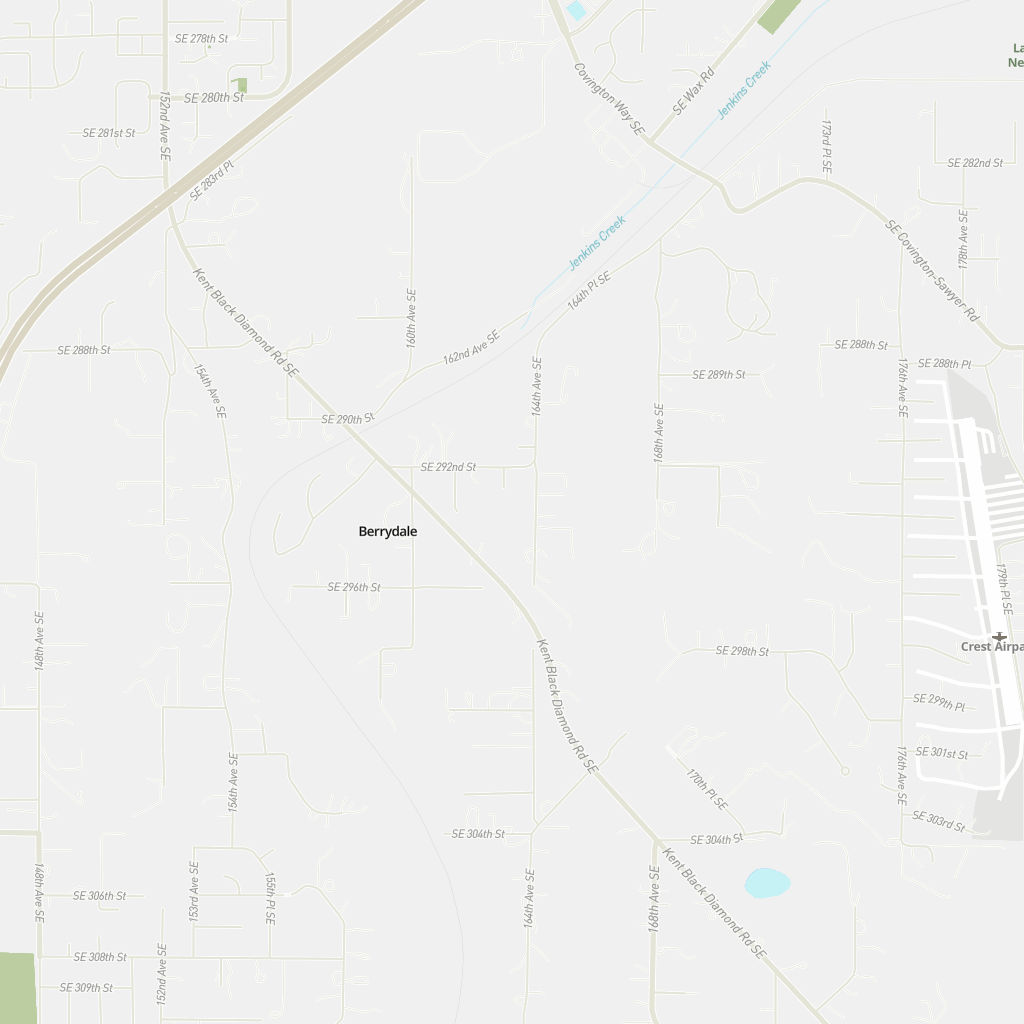 SE 278th St
La
Ne
Covington Way SE
SE Wax Rd
Jenkins Creek
SE 280th St
152nd Ave SE
SE 281st St
173rd Pl SE
SE 282nd St
SE 283rd Pl
178th Ave SE
Jenkins Creek
SE Covington-Sawyer Rd
Kent Black Diamond Rd SE
164th Pl SE
160th Ave SE
162nd Ave SE
SE 288th St
SE 288th St
SE 288th Pl
SE 289th St
154th Ave SE
164th Ave SE
176th Ave SE
SE 290th St
168th Ave SE
SE 292nd St
Berrydale
SE 296th St
179th Pl SE
148th Ave SE
Crest Airpa
SE 298th St
Kent Black Diamond Rd SE
SE 299th Pl
SE 301st St
154th Ave SE
170th Pl SE
176th Ave SE
SE 303rd St
SE 304th St
SE 304th St
Kent Black Diamond Rd SE
148th Ave SE
153rd Ave SE
155th Pl SE
164th Ave SE
168th Ave SE
SE 306th St
SE 308th St
152nd Ave SE
SE 309th St